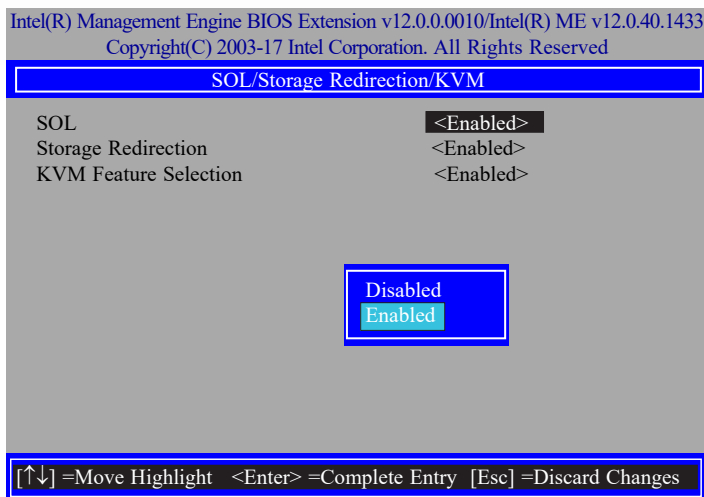 Intel(R) Management Engine BIOS Extension v12.0.0.0010/Intel(R) ME v12.0.40.1433
Copyright(C) 2003-17 Intel Corporation. All Rights Reserved
SOL/Storage Redirection/KVM
SOL <Enabled>
Storage Redirection <Enabled>
KVM Feature Selection <Enabled>
Disabled
Enabled
[↑↓] =Move Highlight <Enter> =Complete Entry [Esc] =Discard Changes